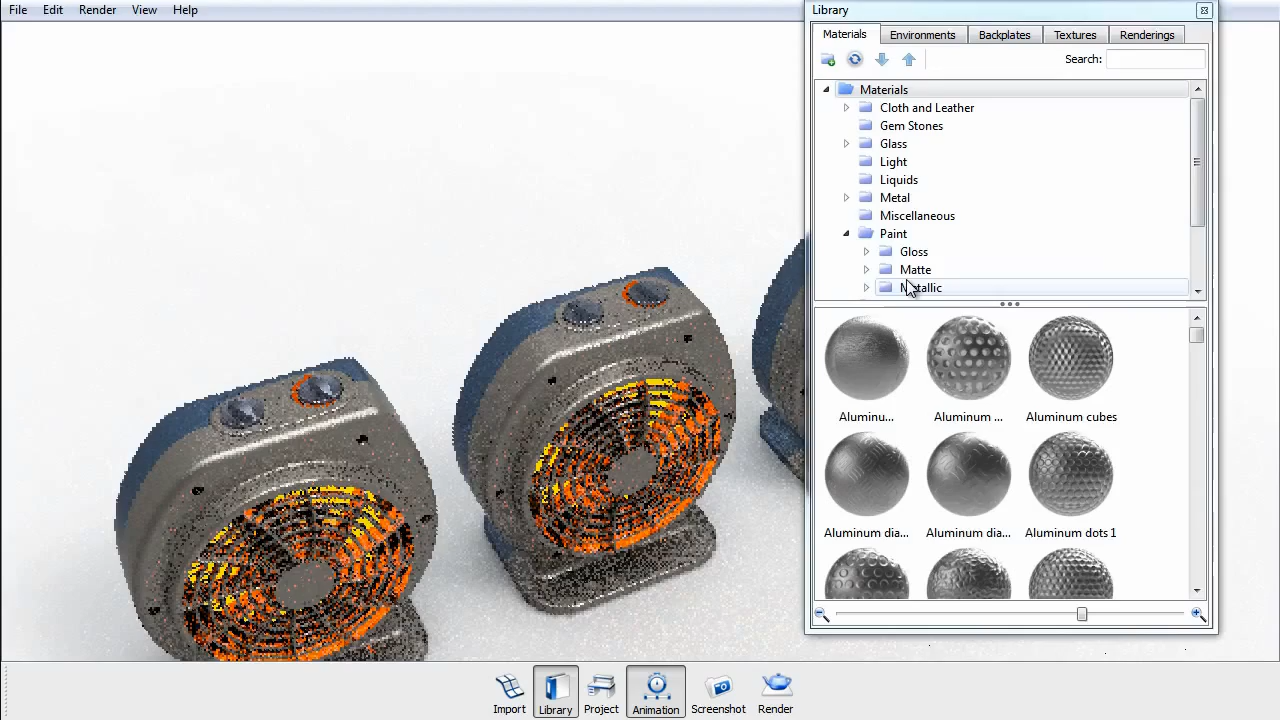 File Edit Render View Help
Library
Materials Environments Backplates Textures Renderings
Search:
Materials
Cloth and Leather
Gem Stones
Glass
Light
Liquids
Metal
Miscellaneous
Paint
Gloss
Matte
Metallic
Aluminu... Aluminum ... Aluminum cubes
Aluminum dia... Aluminum dia... Aluminum dots 1
Import Library Project Animation Screenshot Render